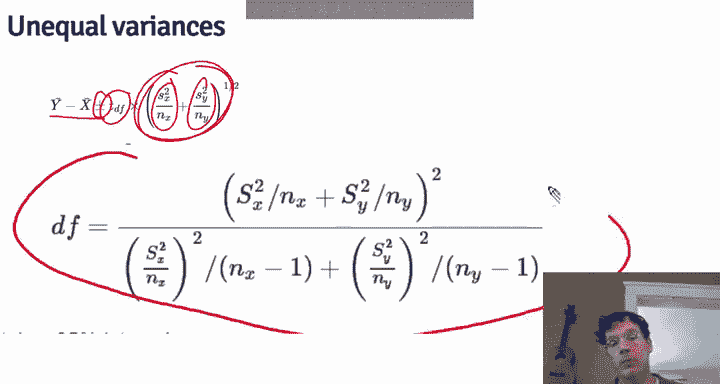 Unequal variances
Ȳ − X̄ ± t_df × (s_x²/n_x + s_y²/n_y)^1/2
df = (S_x²/n_x + S_y²/n_y)² / ((S_x²/n_x)²/(n_x − 1) + (S_y²/n_y)²/(n_y − 1))